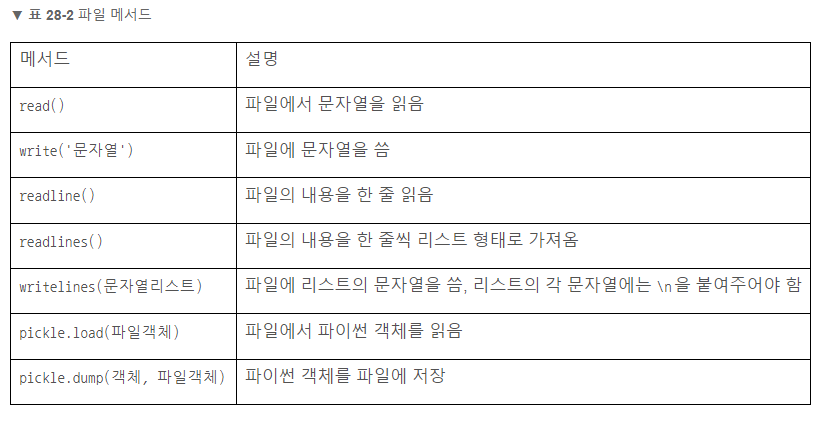 ▼ 표 28-2 파일 메서드
메서드 설명
read() 파일에서 문자열을 읽음
write('문자열') 파일에 문자열을 씀
readline() 파일의 내용을 한 줄 읽음
readlines() 파일의 내용을 한 줄씩 리스트 형태로 가져옴
writelines(문자열리스트) 파일에 리스트의 문자열을 씀, 리스트의 각 문자열에는 \n을 붙여주어야 함
pickle.load(파일객체) 파일에서 파이썬 객체를 읽음
pickle.dump(객체, 파일객체) 파이썬 객체를 파일에 저장